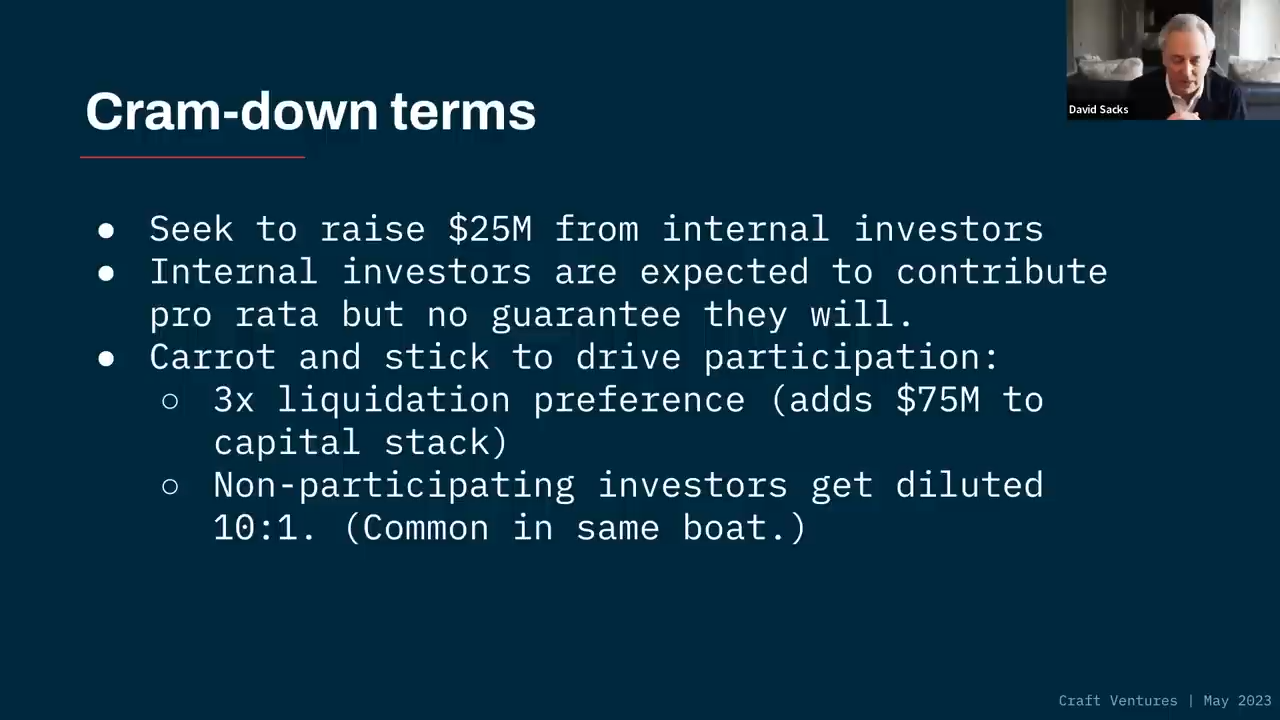 David Sacks
Cram-down terms
● Seek to raise $25M from internal investors
● Internal investors are expected to contribute
pro rata but no guarantee they will.
● Carrot and stick to drive participation:
○ 3x liquidation preference (adds $75M to
capital stack)
○ Non-participating investors get diluted
10:1. (Common in same boat.)
Craft Ventures | May 2023